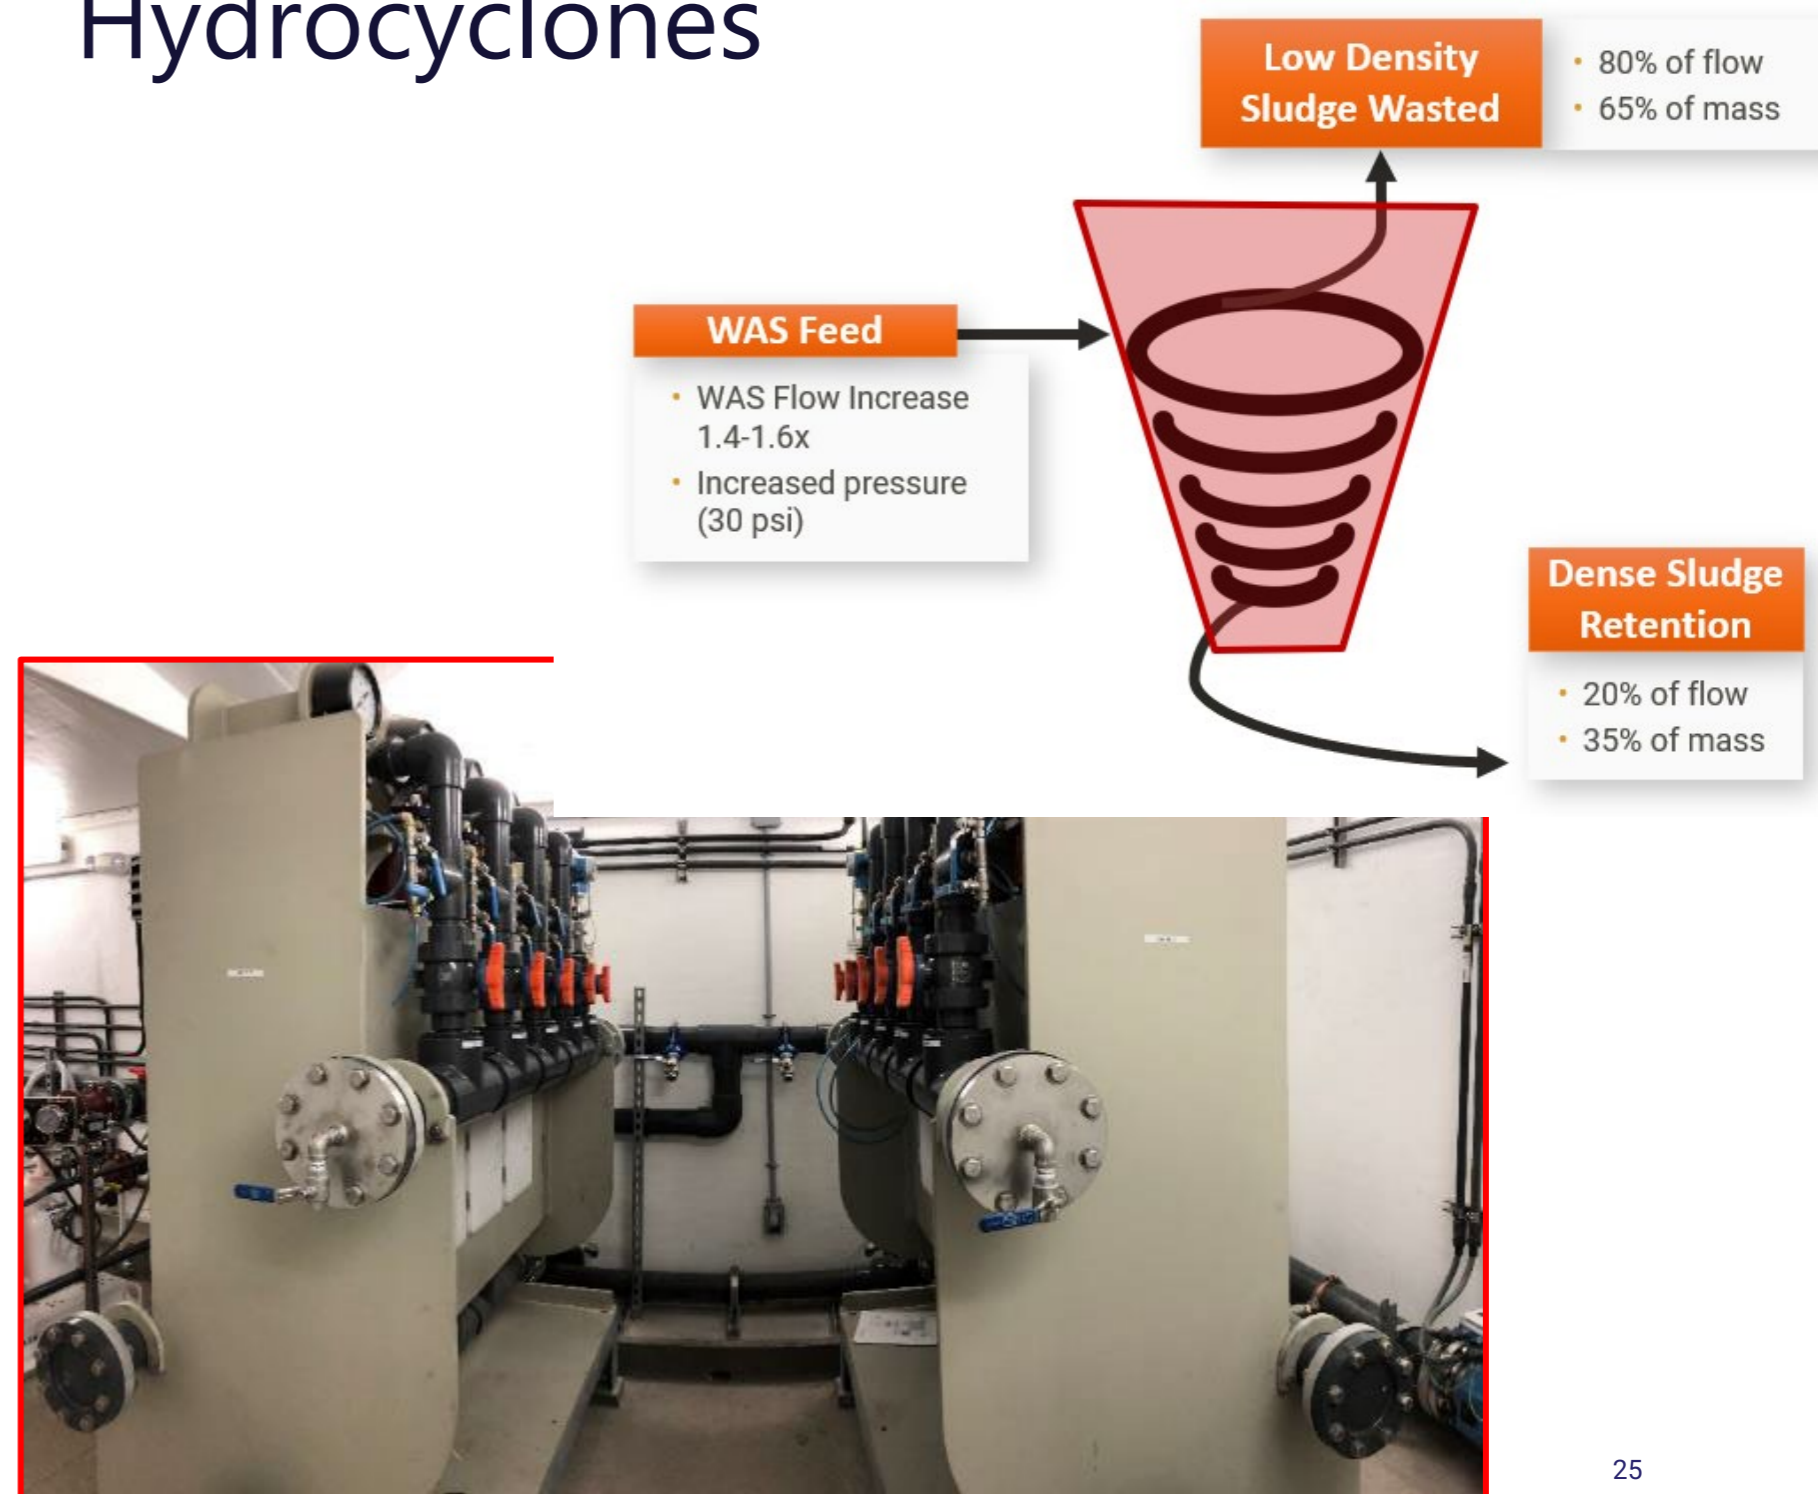 Hydrocyclones
Low Density
Sludge Wasted
• 80% of flow
• 65% of mass
WAS Feed
• WAS Flow Increase
1.4-1.6x
• Increased pressure
(30 psi)
Dense Sludge
Retention
• 20% of flow
• 35% of mass
25